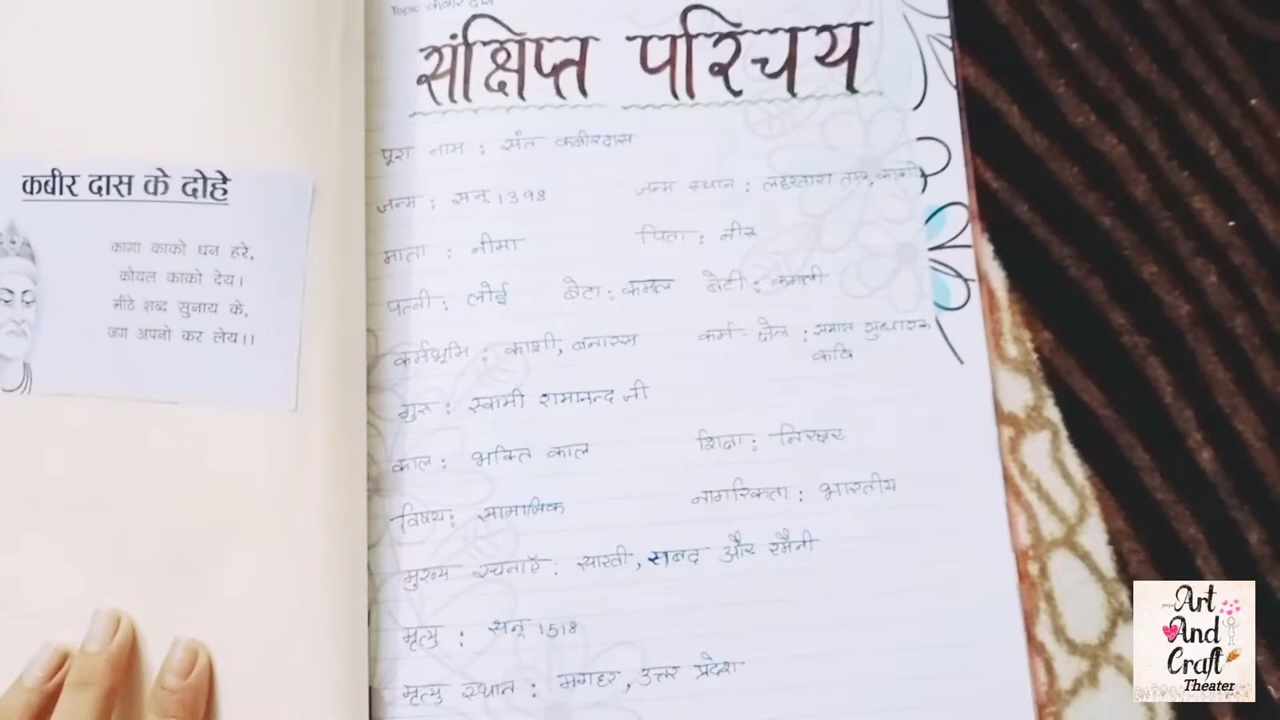 कबीर दास के दोहे
कागा काको धन हरे,
कोयल काको देय।
मीठे शब्द सुनाय के,
जग अपनो कर लेय।।
Topic कबीर दास
संक्षिप्त परिचय
पूरा नाम : संत कबीरदास
जन्म : सन् 1398 जन्म स्थान : लहरतारा ताल, काशी
माता : नीमा पिता : नीरू
पत्नी : लोई बेटा : कमाल बेटी : कमाली
कर्मभूमि : काशी, बनारस कर्म-क्षेत्र : समाज सुधारक
कवि
गुरु : स्वामी रामानन्द जी
काल : भक्ति काल शिक्षा : निरक्षर
विषय : सामाजिक नागरिकता : भारतीय
मुख्य रचनाएँ : साखी, सबद और रमैनी
मृत्यु : सन् 1518
मृत्यु स्थान : मगहर, उत्तर प्रदेश
Art
And
Craft
Theater